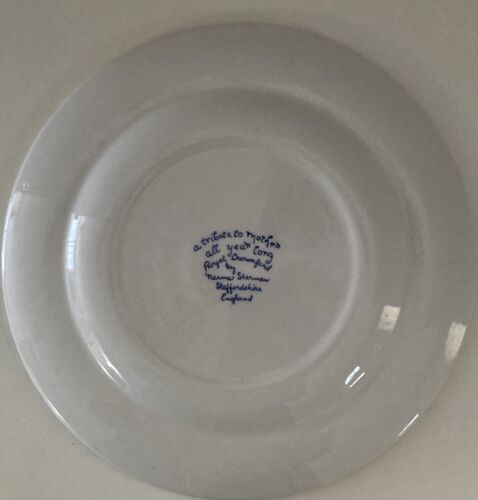 a tribute to mother
all year long
Royal Crownford
by
Norma Sherman
Staffordshire
England